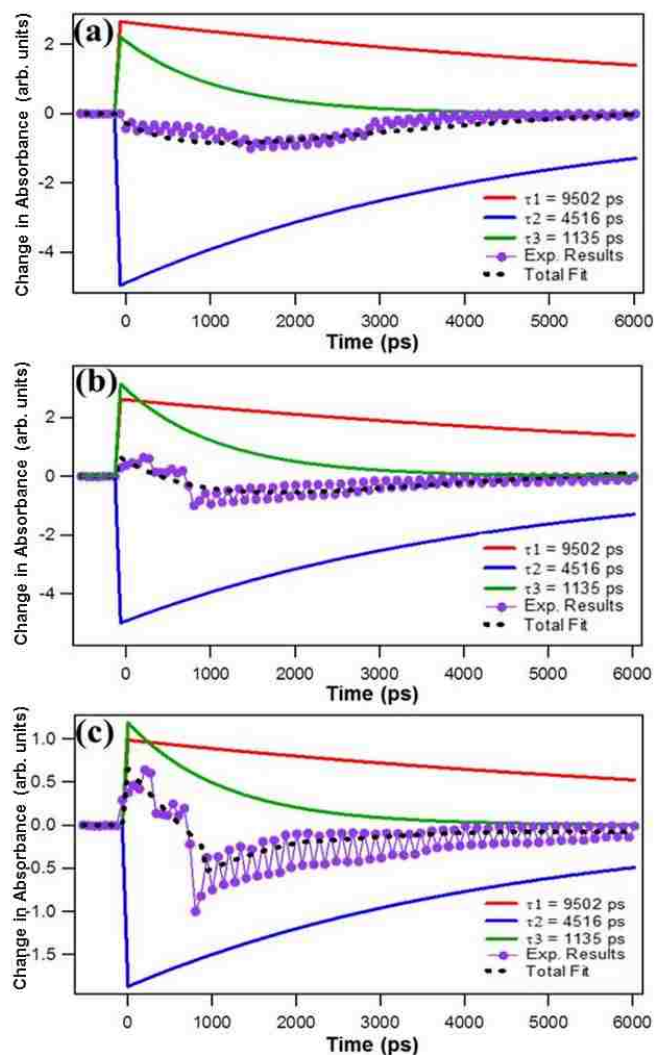 (a)
Change in Absorbance (arb. units)
2
0
-2
-4
τ1 = 9502 ps
τ2 = 4516 ps
τ3 = 1135 ps
Exp. Results
Total Fit
0 1000 2000 3000 4000 5000 6000
Time (ps)
(b)
Change in Absorbance (arb. units)
2
0
-2
-4
τ1 = 9502 ps
τ2 = 4516 ps
τ3 = 1135 ps
Exp. Results
Total Fit
0 1000 2000 3000 4000 5000 6000
Time (ps)
(c)
Change in Absorbance (arb. units)
1.0
0.5
0.0
-0.5
1.0
1.5
τ1 = 9502 ps
τ2 = 4516 ps
τ3 = 1135 ps
Exp. Results
Total Fit
0 1000 2000 3000 4000 5000 6000
Time (ps)